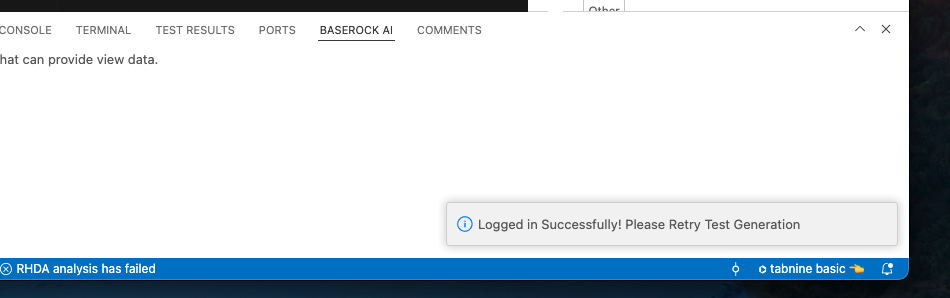 Other
CONSOLE TERMINAL TEST RESULTS PORTS BASEROCK AI COMMENTS
hat can provide view data.
Logged in Successfully! Please Retry Test Generation
RHDA analysis has failed tabnine basic